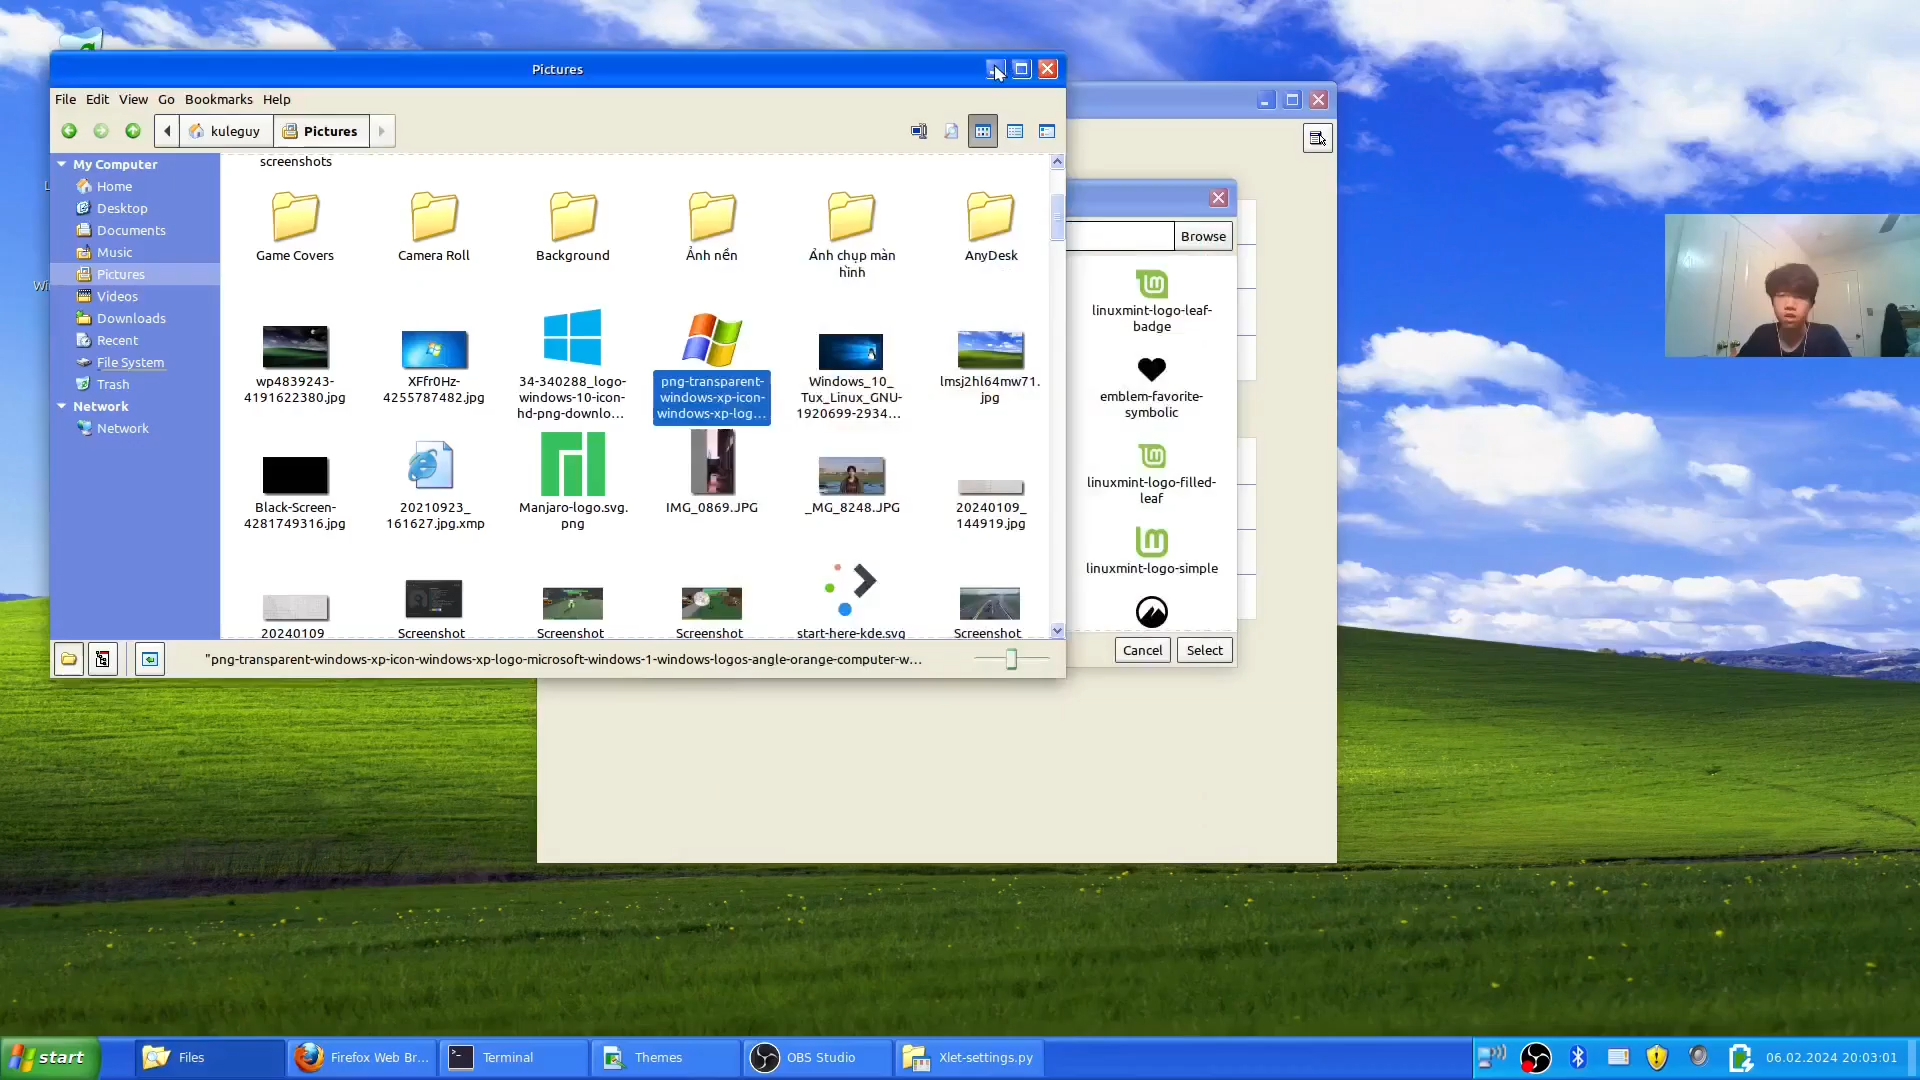 Pictures
File Edit View Go Bookmarks Help
kuleguy Pictures
My Computer
Home
Desktop
Documents
Music
Pictures
Videos
Downloads
Recent
File System
Trash
Network
Network
screenshots
Game Covers
Camera Roll
Background
Ảnh nền
Ảnh chụp màn
hình
AnyDesk
wp4839243-
4191622380.jpg
XFfr0Hz-
4255787482.jpg
34-340288_logo-
windows-10-icon-
hd-png-downlo...
png-transparent-
windows-xp-icon-
windows-xp-log...
Windows_10_
Tux_Linux_GNU-
1920699-2934...
lmsj2hl64mw71.
jpg
Black-Screen-
4281749316.jpg
20210923_
161627.jpg.xmp
Manjaro-logo.svg.
png
IMG_0869.JPG
_MG_8248.JPG
20240109_
144919.jpg
20240109
Screenshot
Screenshot
Screenshot
start-here-kde.svg
Screenshot
"png-transparent-windows-xp-icon-windows-xp-logo-microsoft-windows-1-windows-logos-angle-orange-computer-w...
Browse
linuxmint-logo-leaf-
badge
emblem-favorite-
symbolic
linuxmint-logo-filled-
leaf
linuxmint-logo-simple
Cancel
Select
start
Files
Firefox Web Br...
Terminal
Themes
OBS Studio
Xlet-settings.py
06.02.2024 20:03:01